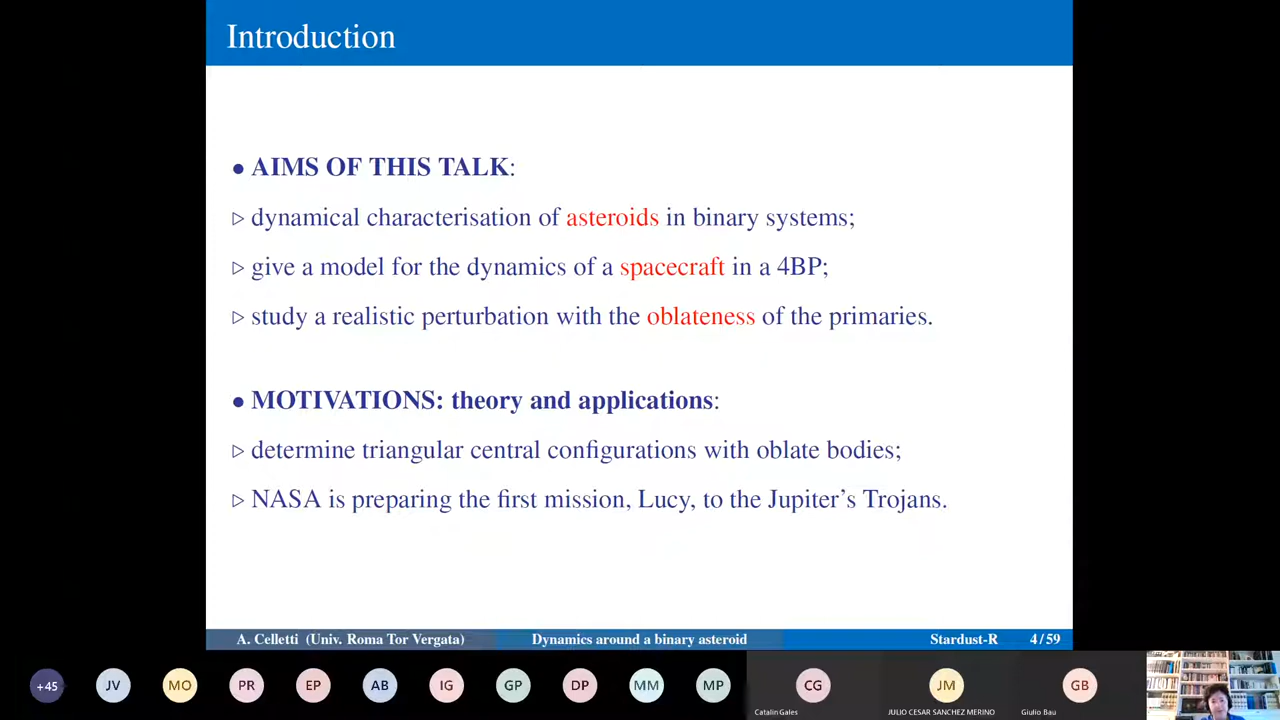 Introduction
• AIMS OF THIS TALK:
▷ dynamical characterisation of asteroids in binary systems;
▷ give a model for the dynamics of a spacecraft in a 4BP;
▷ study a realistic perturbation with the oblateness of the primaries.
• MOTIVATIONS: theory and applications:
▷ determine triangular central configurations with oblate bodies;
▷ NASA is preparing the first mission, Lucy, to the Jupiter's Trojans.
A. Celletti (Univ. Roma Tor Vergata) Dynamics around a binary asteroid Stardust-R 4 / 59
+45 JV MO PR EP AB IG GP DP MM MP CG JM GB
Catalin Gales JULIO CESAR SANCHEZ MERINO Giulio Bau